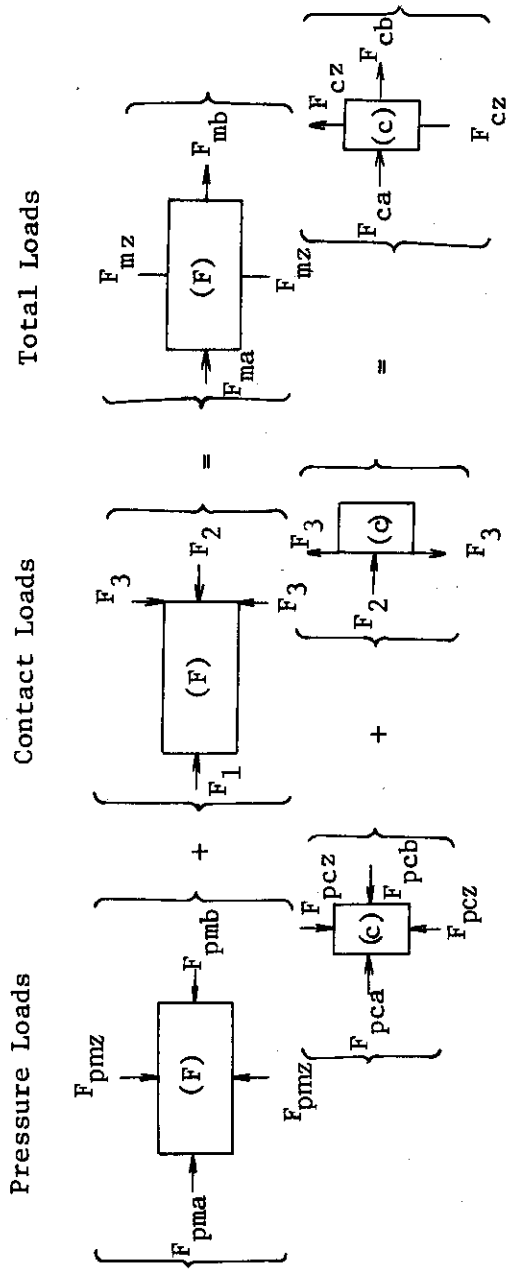 Pressure Loads
Contact Loads
Total Loads
F_pmz
F_pma
(F)
F_pmb
F_pmz
+
F_1
(F)
F_3
F_2
F_3
=
F_mz
F_ma
(F)
F_mb
F_mz
F_pcz
F_pca
(c)
F_pcb
F_pcz
+
F_3
F_2
(c)
F_3
=
F_cz
F_ca
(c)
F_cb
F_cz